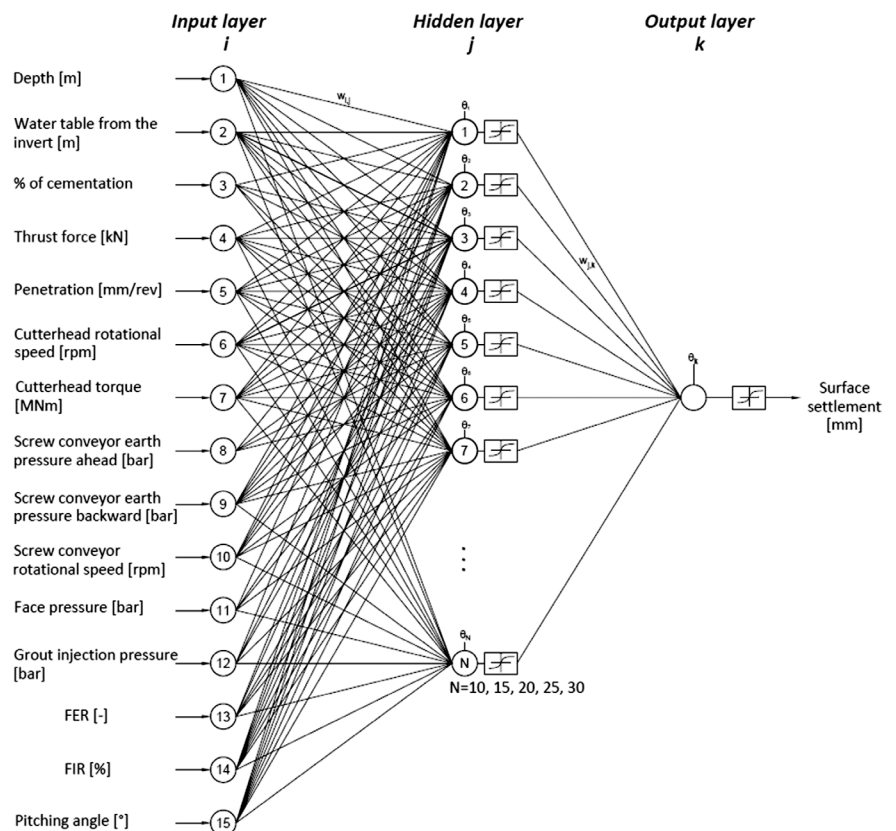 Input layer
i
Hidden layer
j
Output layer
k
Depth [m]
1
Water table from the
invert [m]
2
% of cementation
3
Thrust force [kN]
4
Penetration [mm/rev]
5
Cutterhead rotational
speed [rpm]
6
Cutterhead torque
[MNm]
7
Screw conveyor earth
pressure ahead [bar]
8
Screw conveyor earth
pressure backward [bar]
9
Screw conveyor
rotational speed [rpm]
10
Face pressure [bar]
11
Grout injection pressure
[bar]
12
FER [-]
13
FIR [%]
14
Pitching angle [°]
15
wi,j
θ1
1
θ2
2
θ3
3
θ4
4
θ5
5
θ6
6
θ7
7
θN
N
N=10, 15, 20, 25, 30
wj,k
θk
Surface
settlement
[mm]